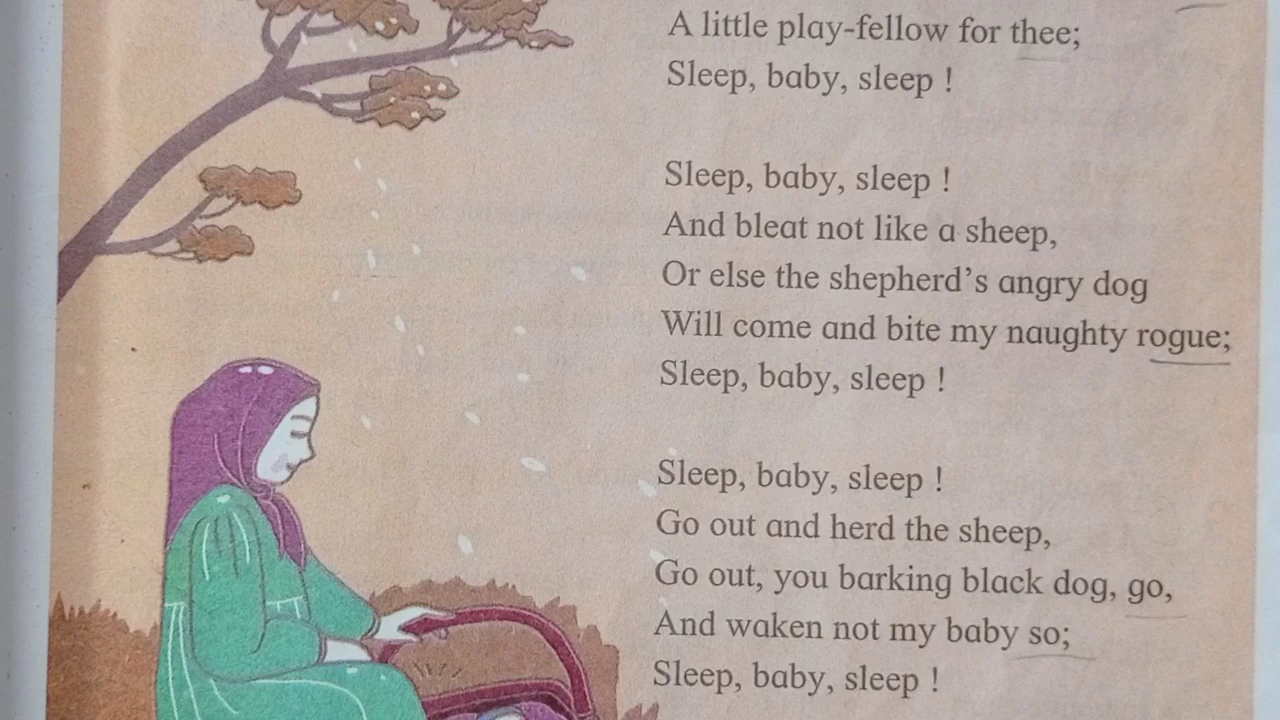 A little play-fellow for thee;
Sleep, baby, sleep !

Sleep, baby, sleep !
And bleat not like a sheep,
Or else the shepherd's angry dog
Will come and bite my naughty rogue;
Sleep, baby, sleep !

Sleep, baby, sleep !
Go out and herd the sheep,
Go out, you barking black dog, go,
And waken not my baby so;
Sleep, baby, sleep !